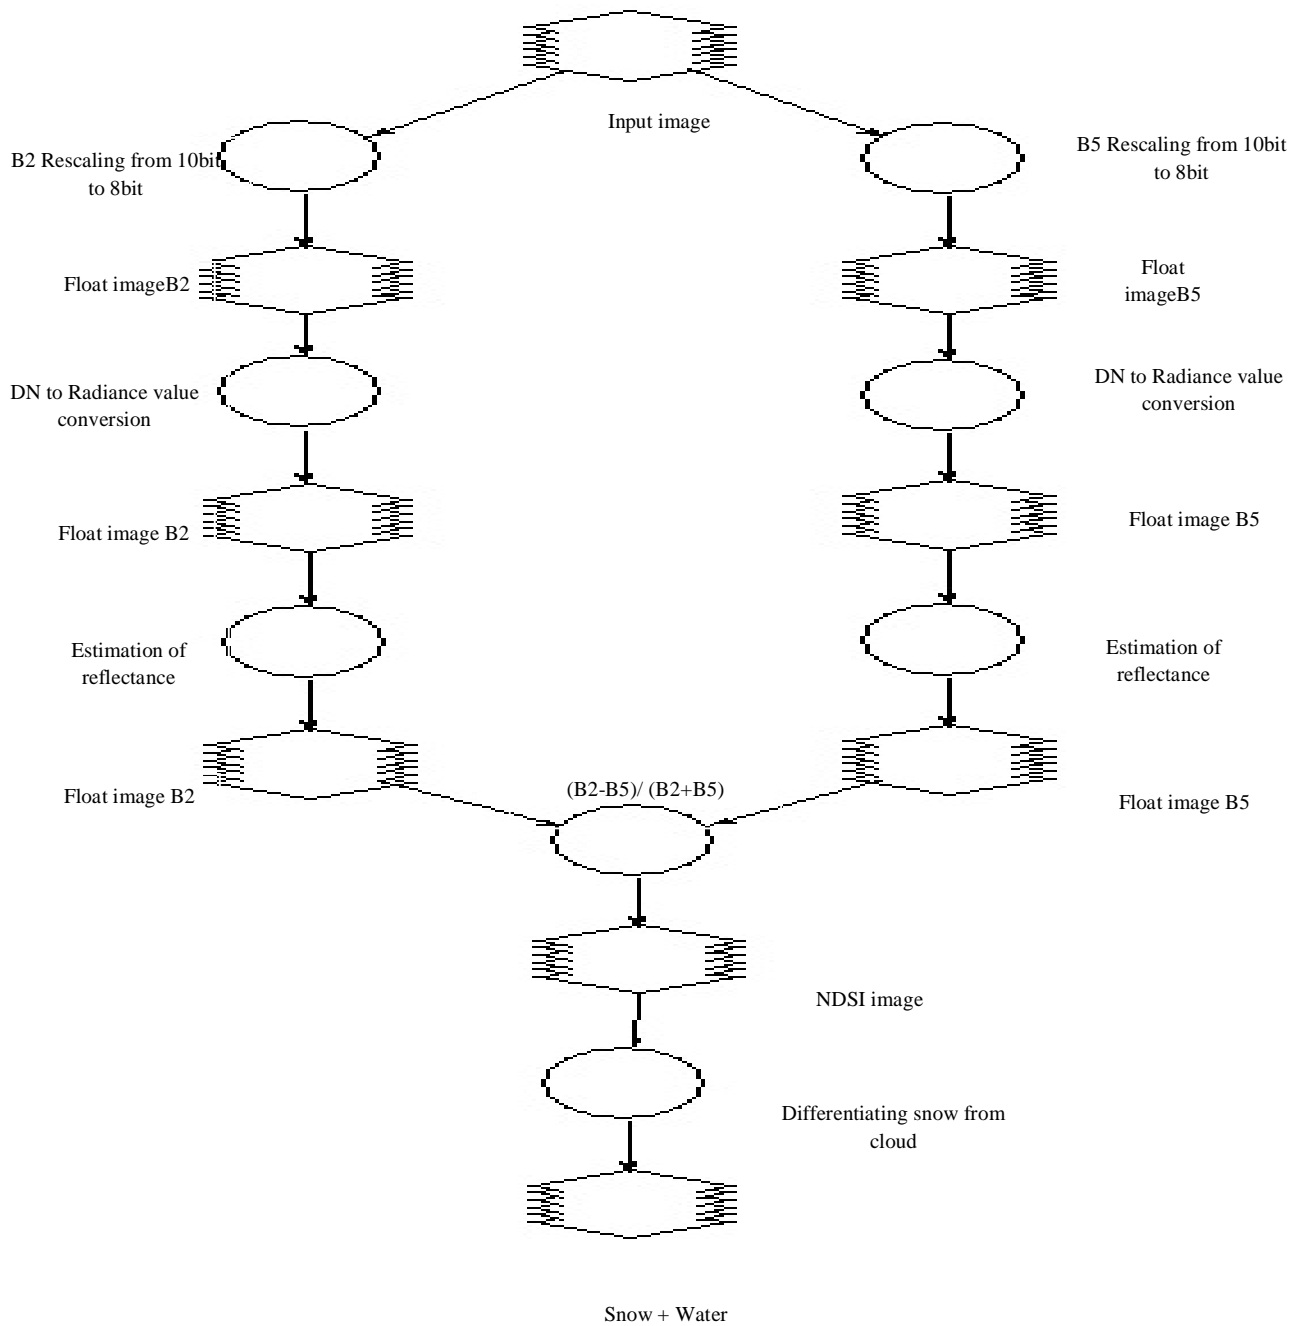 Input image
B2 Rescaling from 10bit
to 8bit
B5 Rescaling from 10bit
to 8bit
Float imageB2
Float
imageB5
DN to Radiance value
conversion
DN to Radiance value
conversion
Float image B2
Float image B5
Estimation of
reflectance
Estimation of
reflectance
Float image B2
(B2-B5)/ (B2+B5)
Float image B5
NDSI image
Differentiating snow from
cloud
Snow + Water